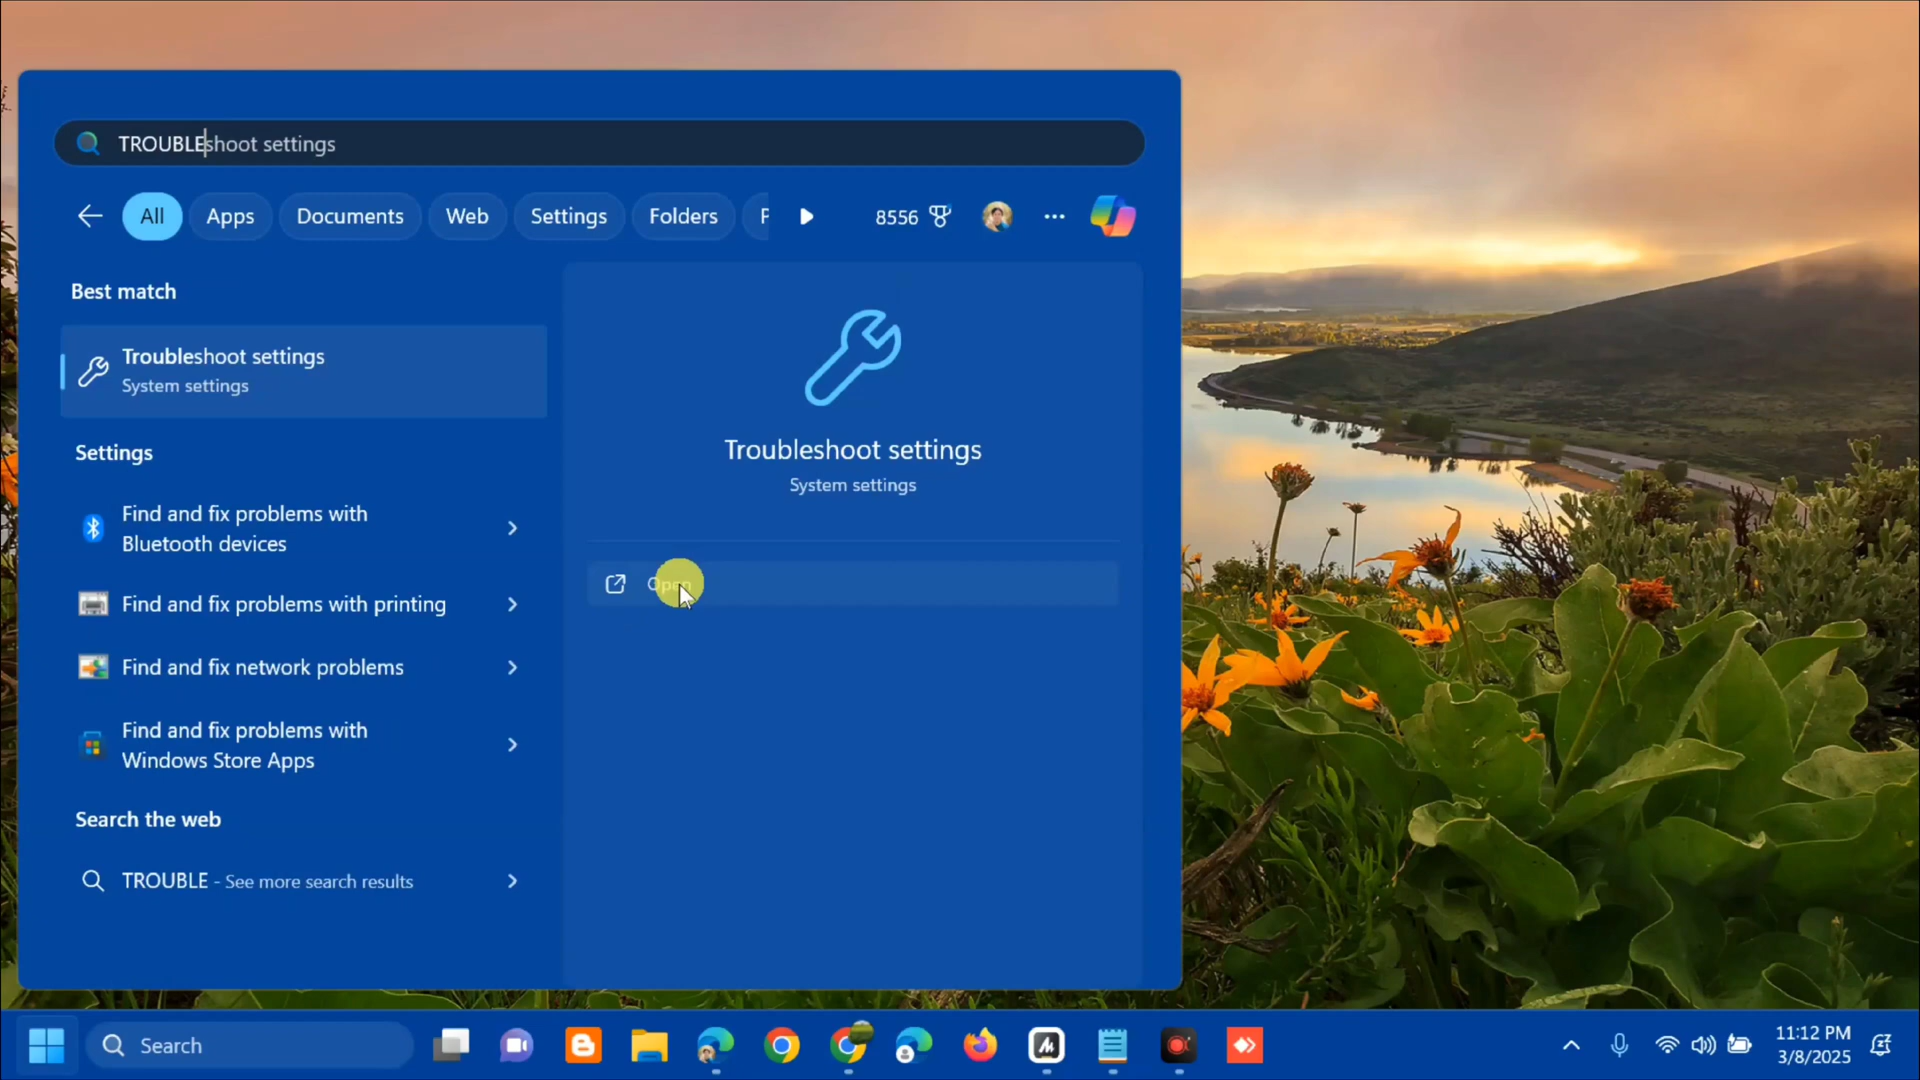 TROUBLEshoot settings
All
Apps
Documents
Web
Settings
Folders
8556
Best match
Troubleshoot settings
System settings
Settings
Find and fix problems with
Bluetooth devices
Find and fix problems with printing
Find and fix network problems
Find and fix problems with
Windows Store Apps
Search the web
TROUBLE - See more search results
Troubleshoot settings
System settings
Open
Search
11:12 PM
3/8/2025